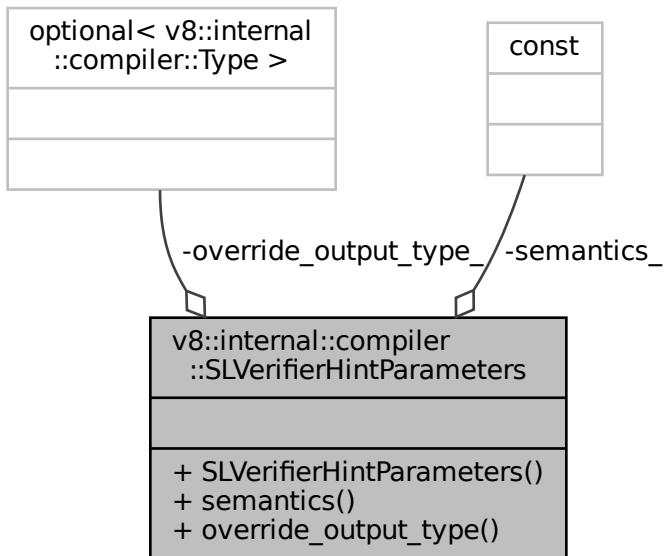 optional< v8::internal
::compiler::Type >
const
-override_output_type_
-semantics_
v8::internal::compiler
::SLVerifierHintParameters
+ SLVerifierHintParameters()
+ semantics()
+ override_output_type()